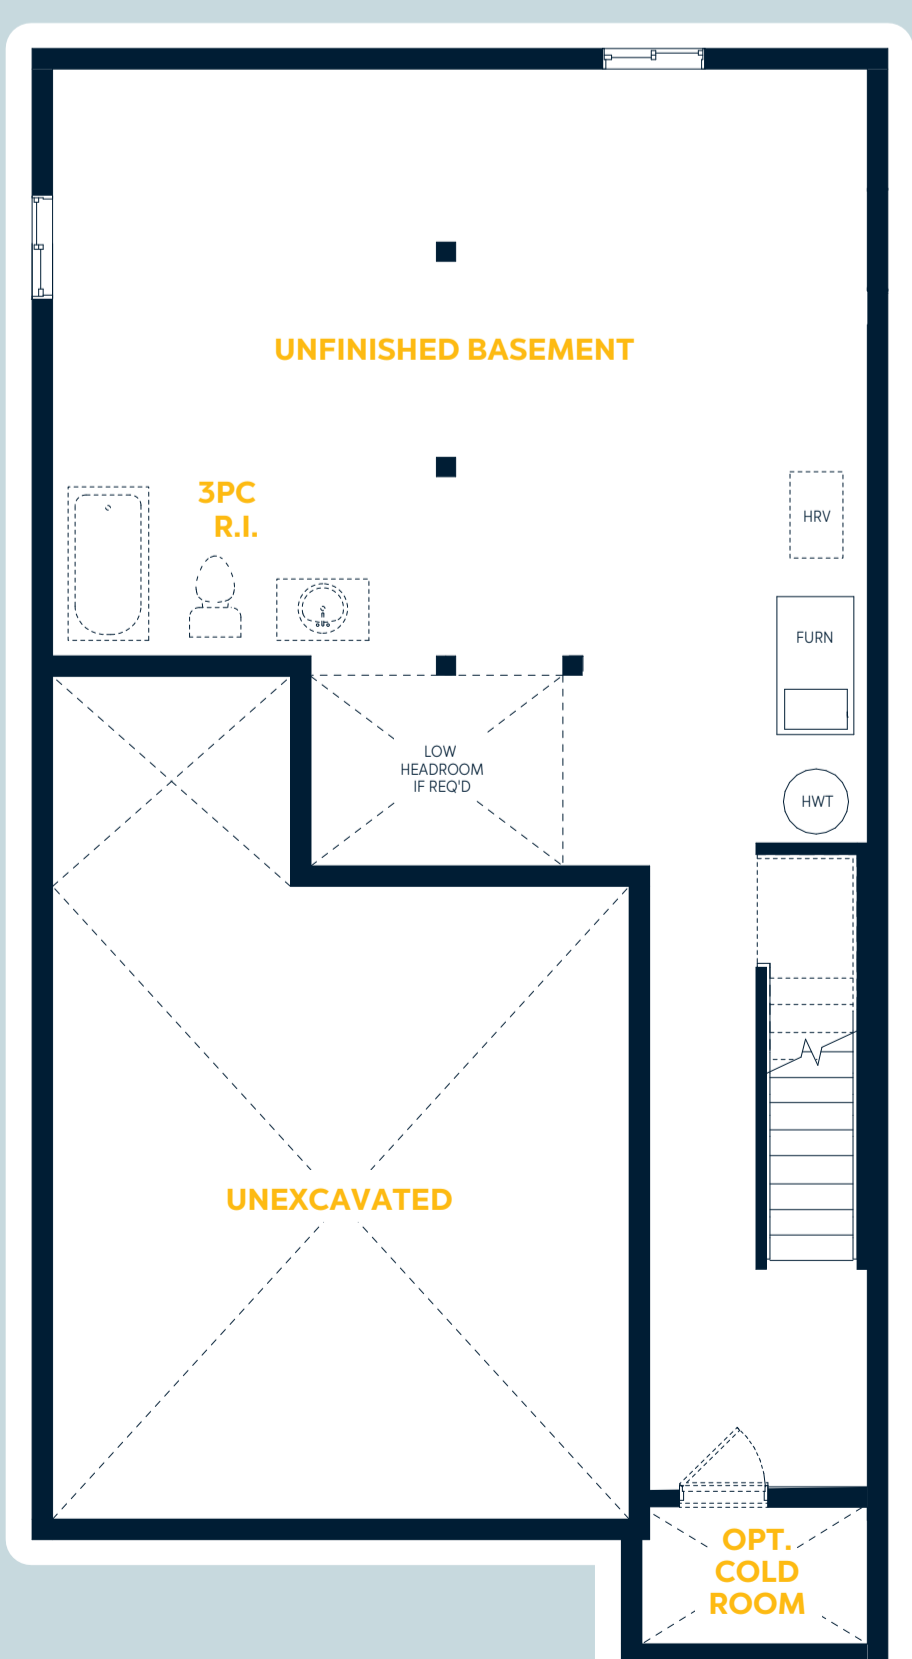 UNFINISHED BASEMENT
3PC
R.I.
HRV
FURN
LOW
HEADROOM
IF REQ'D
HWT
UNEXCAVATED
OPT.
COLD
ROOM